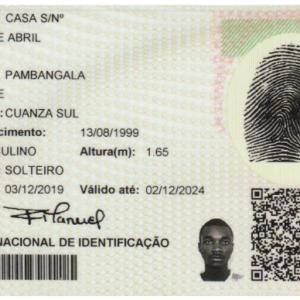 CASA S/Nº
E ABRIL
PAMBANGALA
E
CUANZA SUL
cimento: 13/08/1999
ULINO Altura(m): 1.65
SOLTEIRO
03/12/2019 Válido até: 02/12/2024
Manuel
NACIONAL DE IDENTIFICAÇÃO